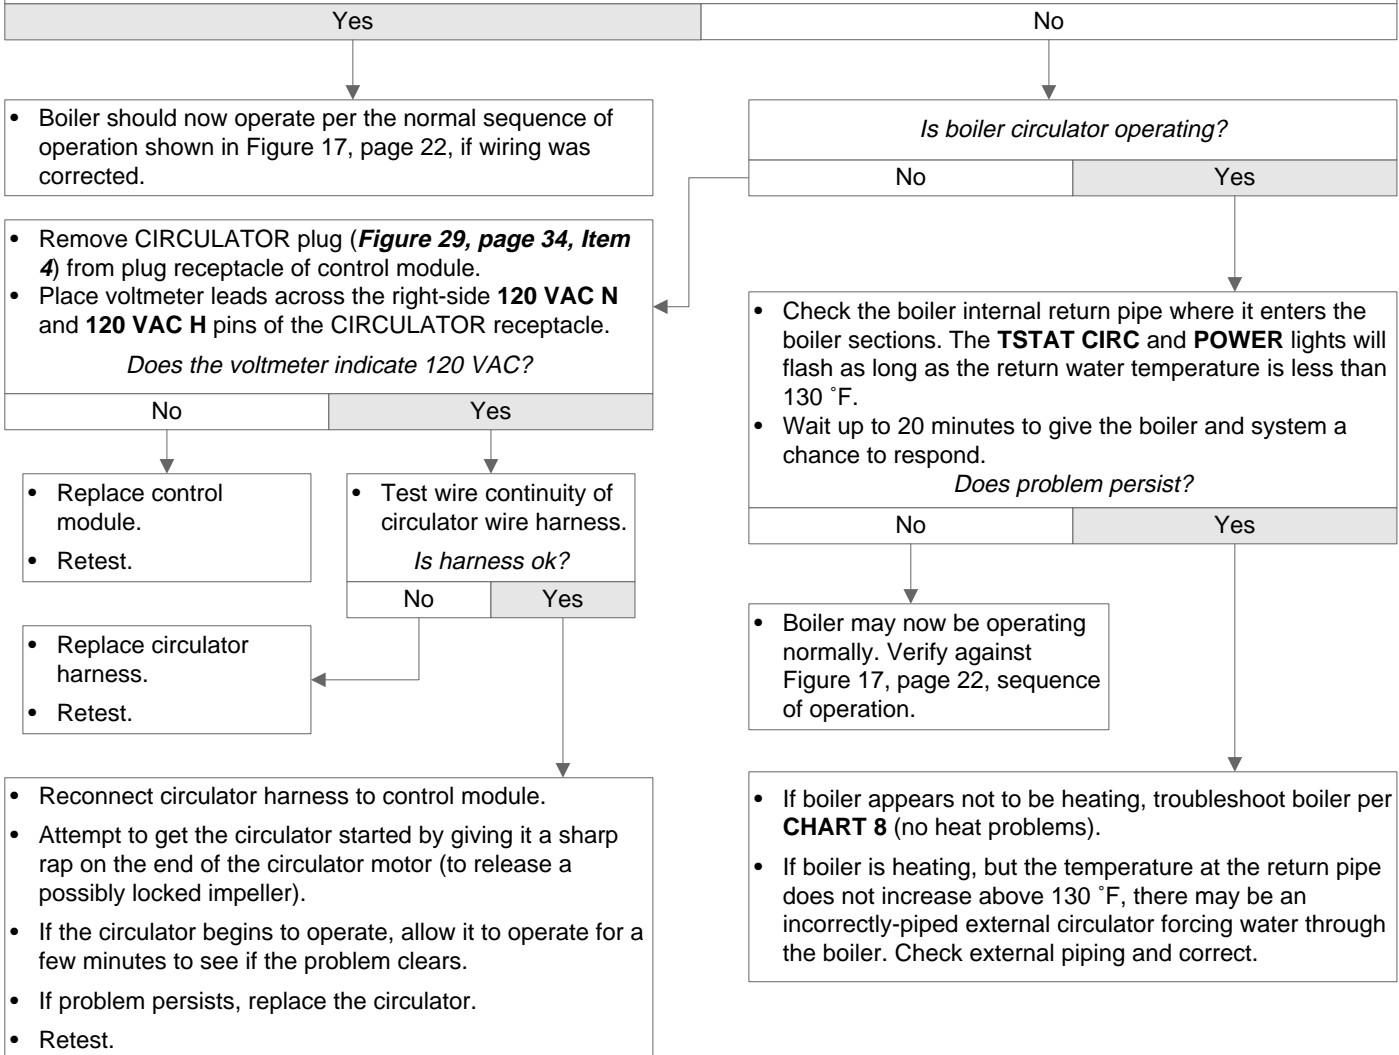 Yes
No
• Boiler should now operate per the normal sequence of
operation shown in Figure 17, page 22, if wiring was
corrected.
Is boiler circulator operating?
No
Yes
• Remove CIRCULATOR plug (Figure 29, page 34, Item
4) from plug receptacle of control module.
• Place voltmeter leads across the right-side 120 VAC N
and 120 VAC H pins of the CIRCULATOR receptacle.
Does the voltmeter indicate 120 VAC?
No
Yes
• Check the boiler internal return pipe where it enters the
boiler sections. The TSTAT CIRC and POWER lights will
flash as long as the return water temperature is less than
130 ˚F.
• Wait up to 20 minutes to give the boiler and system a
chance to respond.
Does problem persist?
No
Yes
• Replace control
module.
• Retest.
• Test wire continuity of
circulator wire harness.
Is harness ok?
No
Yes
• Replace circulator
harness.
• Retest.
• Boiler may now be operating
normally. Verify against
Figure 17, page 22, sequence
of operation.
• Reconnect circulator harness to control module.
• Attempt to get the circulator started by giving it a sharp
rap on the end of the circulator motor (to release a
possibly locked impeller).
• If the circulator begins to operate, allow it to operate for a
few minutes to see if the problem clears.
• If problem persists, replace the circulator.
• Retest.
• If boiler appears not to be heating, troubleshoot boiler per
CHART 8 (no heat problems).
• If boiler is heating, but the temperature at the return pipe
does not increase above 130 ˚F, there may be an
incorrectly-piped external circulator forcing water through
the boiler. Check external piping and correct.